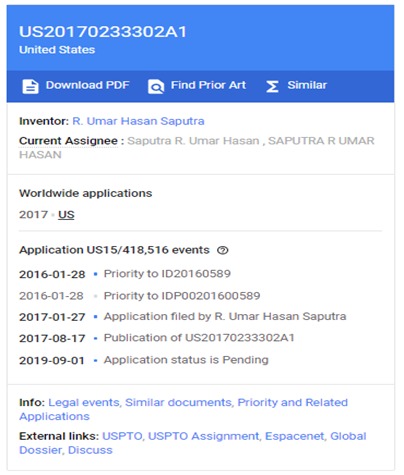 US20170233302A1
United States
Download PDF Find Prior Art Σ Similar
Inventor: R. Umar Hasan Saputra
Current Assignee : Saputra R. Umar Hasan , SAPUTRA R UMAR
HASAN
Worldwide applications
2017 · US
Application US15/418,516 events ?
2016-01-28 • Priority to ID20160589
2016-01-28 • Priority to IDP00201600589
2017-01-27 • Application filed by R. Umar Hasan Saputra
2017-08-17 • Publication of US20170233302A1
2019-09-01 • Application status is Pending
Info: Legal events, Similar documents, Priority and Related
Applications
External links: USPTO, USPTO Assignment, Espacenet, Global
Dossier, Discuss